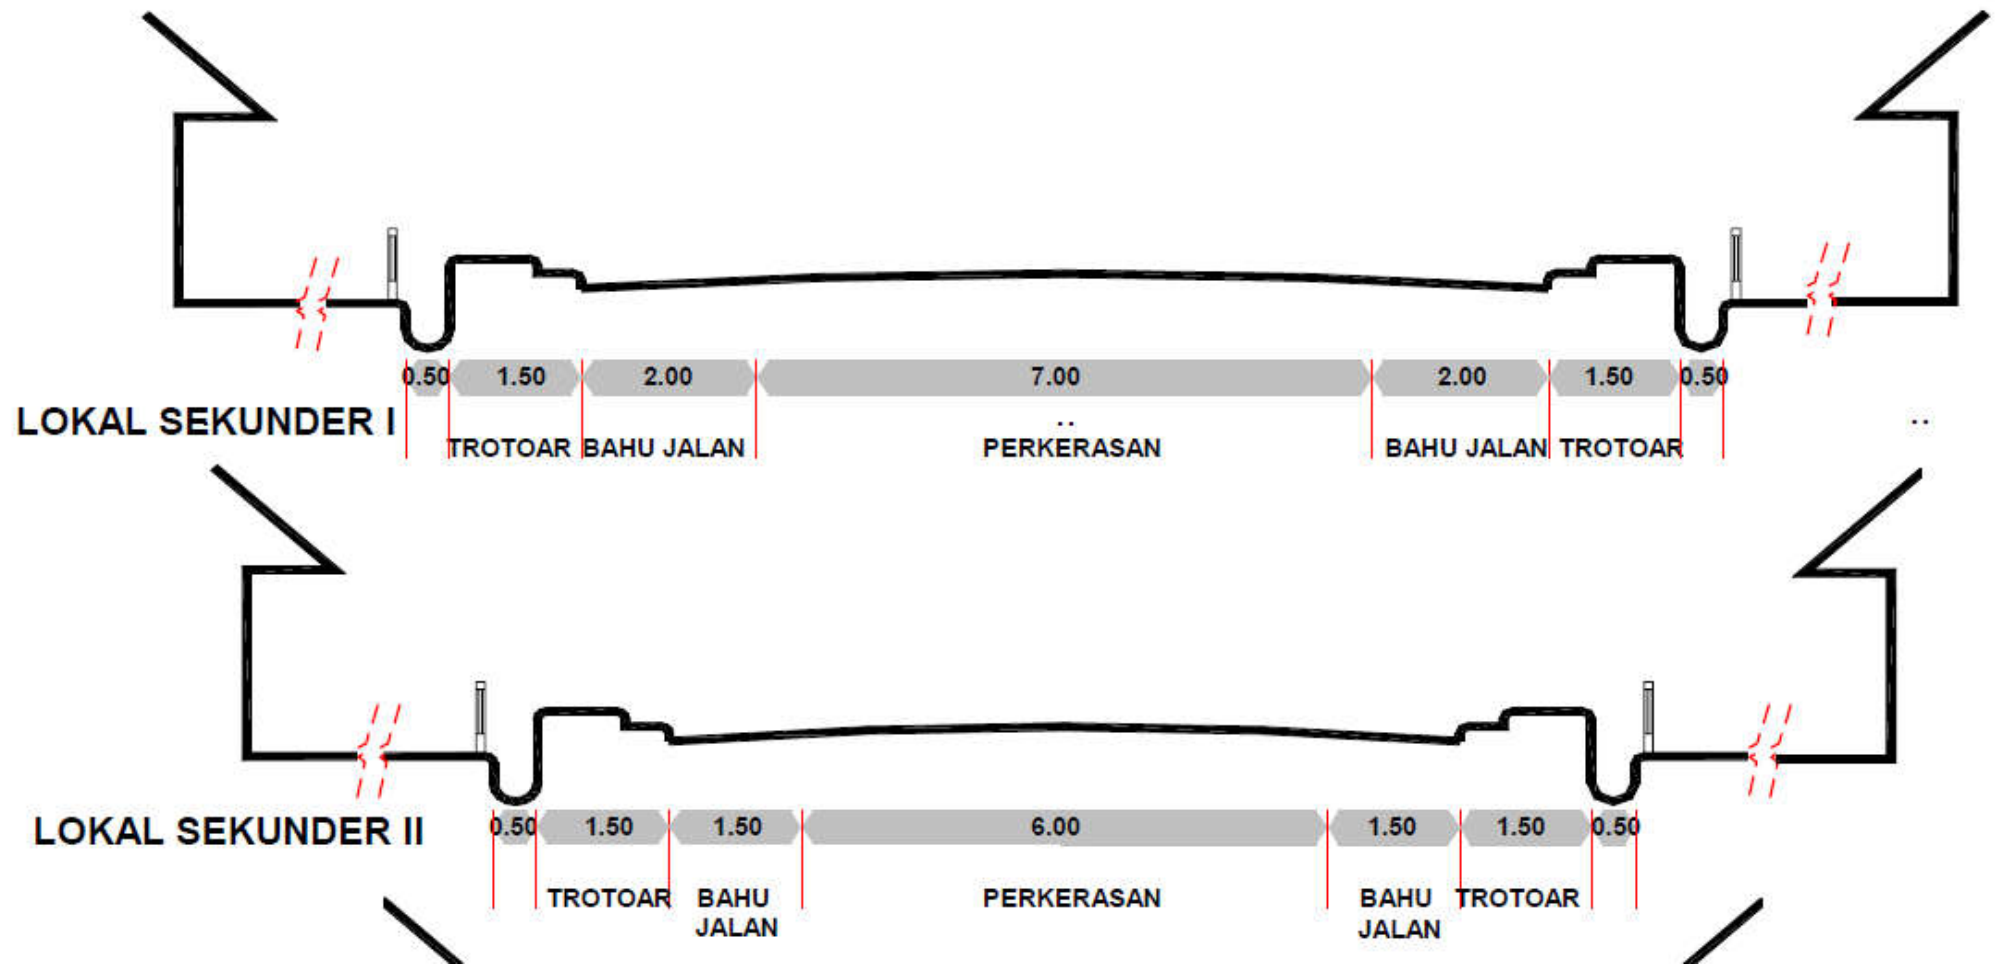 0.50 1.50 2.00 7.00 2.00 1.50 0.50
LOKAL SEKUNDER I
TROTOAR BAHU JALAN PERKERASAN BAHU JALAN TROTOAR
LOKAL SEKUNDER II
0.50 1.50 1.50 6.00 1.50 1.50 0.50
TROTOAR BAHU PERKERASAN BAHU TROTOAR
JALAN JALAN